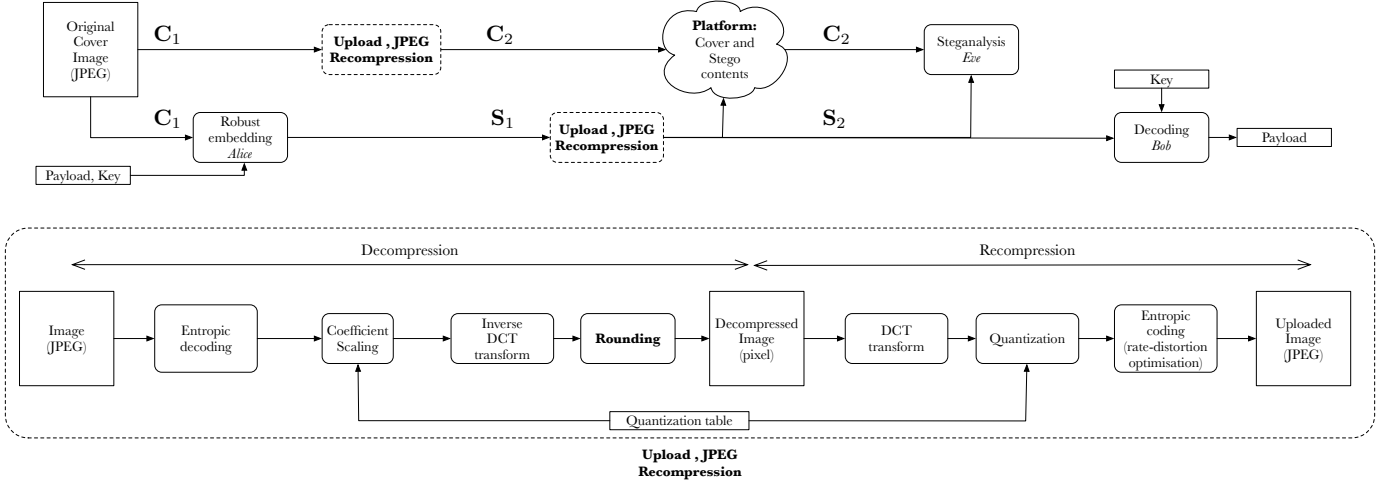 Original
Cover
Image
(JPEG)
C1
Upload , JPEG
Recompression
C2
Platform:
Cover and
Stego
contents
C2
Steganalysis
Eve
C1
Robust
embedding
Alice
Payload, Key
S1
Upload , JPEG
Recompression
S2
Key
Decoding
Bob
Payload
Decompression
Recompression
Image
(JPEG)
Entropic
decoding
Coefficient
Scaling
Inverse
DCT
transform
Rounding
Decompressed
Image
(pixel)
DCT
transform
Quantization
Entropic
coding
(rate-distortion
optimisation)
Uploaded
Image
(JPEG)
Quantization table
Upload , JPEG
Recompression